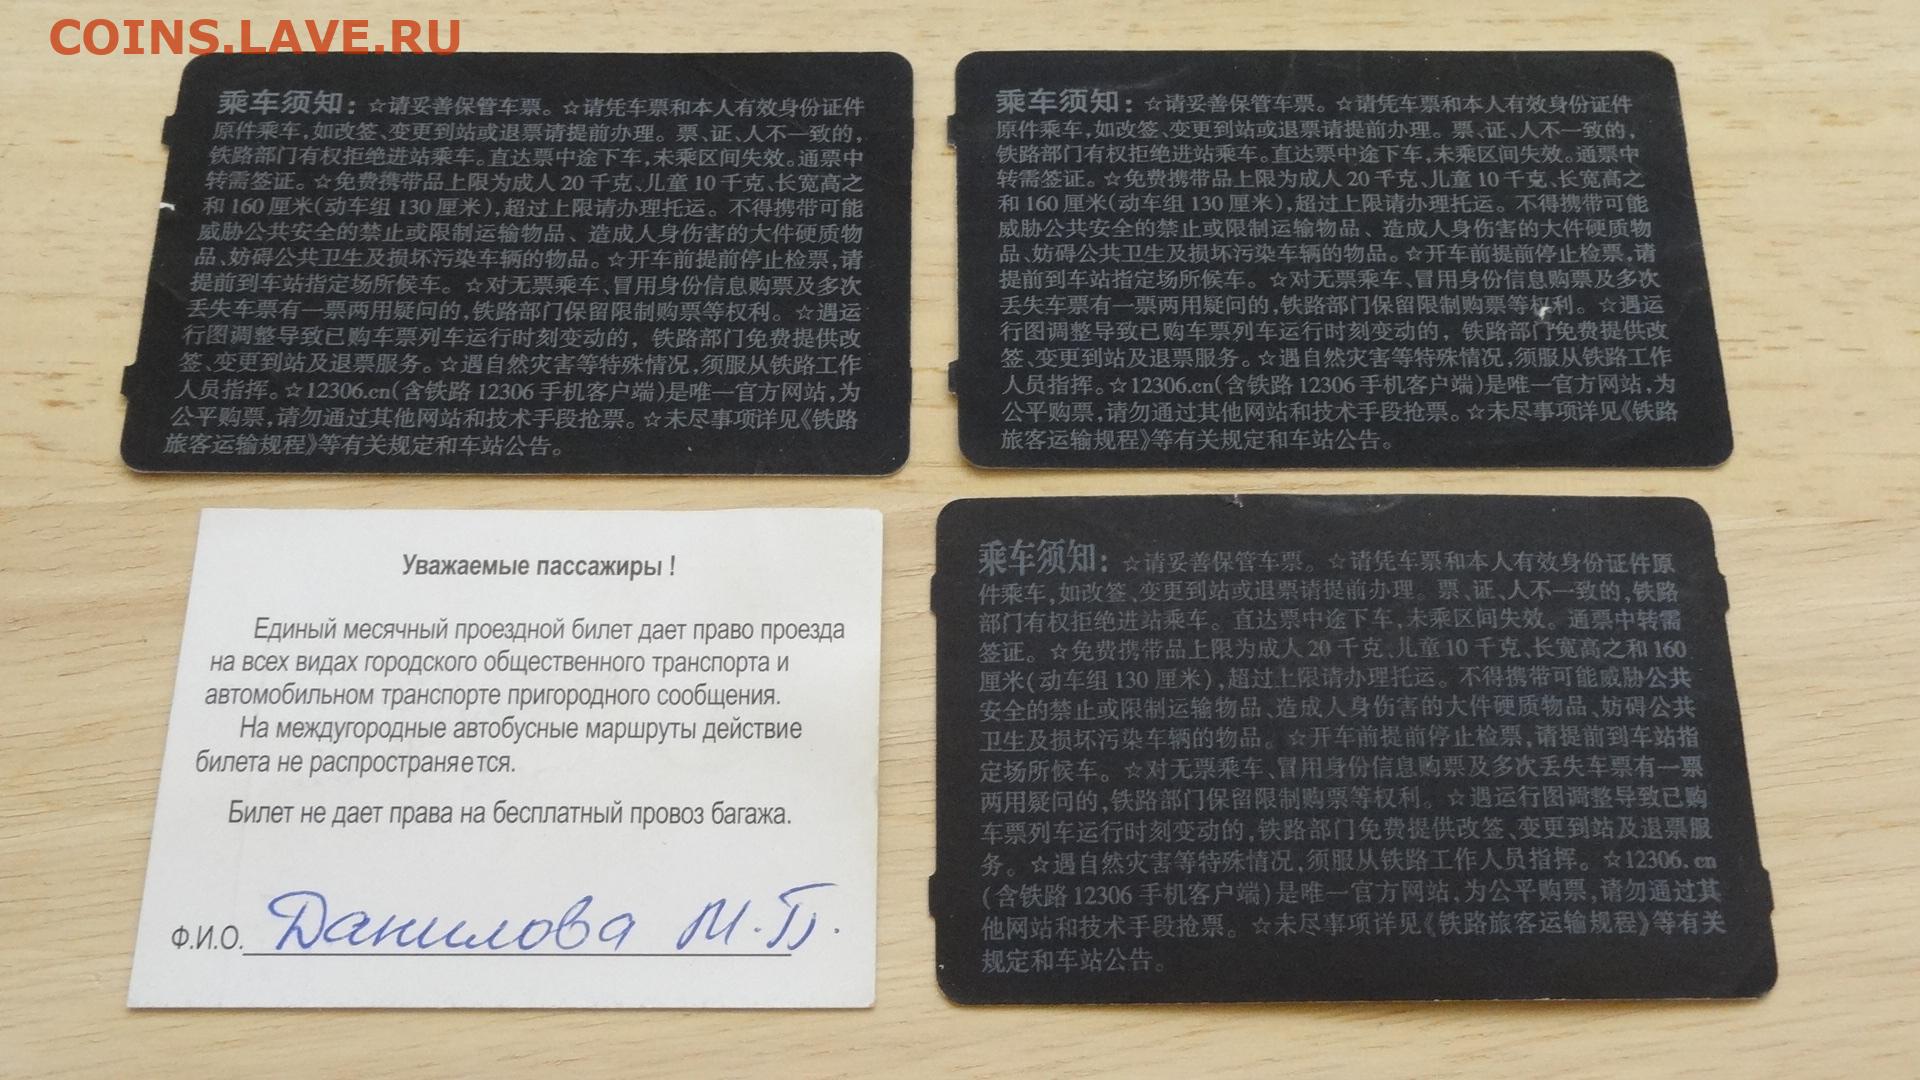 COINS.LAVE.RU
乘车须知：☆请妥善保管车票。☆请凭车票和本人有效身份证件
原件乘车，如改签、变更到站或退票请提前办理。票、证、人不一致的，
铁路部门有权拒绝进站乘车。直达票中途下车，未乘区间失效。通票中
转需签证。☆免费携带品上限为成人20千克、儿童10千克、长宽高之
和160厘米(动车组130厘米)，超过上限请办理托运。不得携带可能
威胁公共安全的禁止或限制运输物品、造成人身伤害的大件硬质物
品、妨碍公共卫生及损坏污染车辆的物品。☆开车前提前停止检票，请
提前到车站指定场所候车。☆对无票乘车、冒用身份信息购票及多次
丢失车票有一票两用疑问的，铁路部门保留限制购票等权利。☆遇运
行图调整导致已购车票列车运行时刻变动的，铁路部门免费提供改
签、变更到站及退票服务。☆遇自然灾害等特殊情况，须服从铁路工作
人员指挥。☆12306.cn(含铁路12306手机客户端)是唯一官方网站，为
公平购票，请勿通过其他网站和技术手段抢票。☆未尽事项详见《铁路
旅客运输规程》等有关规定和车站公告。
乘车须知：☆请妥善保管车票。☆请凭车票和本人有效身份证件
原件乘车，如改签、变更到站或退票请提前办理。票、证、人不一致的，
铁路部门有权拒绝进站乘车。直达票中途下车，未乘区间失效。通票中
转需签证。☆免费携带品上限为成人20千克、儿童10千克、长宽高之
和160厘米(动车组130厘米)，超过上限请办理托运。不得携带可能
威胁公共安全的禁止或限制运输物品、造成人身伤害的大件硬质物
品、妨碍公共卫生及损坏污染车辆的物品。☆开车前提前停止检票，请
提前到车站指定场所候车。☆对无票乘车、冒用身份信息购票及多次
丢失车票有一票两用疑问的，铁路部门保留限制购票等权利。☆遇运
行图调整导致已购车票列车运行时刻变动的，铁路部门免费提供改
签、变更到站及退票服务。☆遇自然灾害等特殊情况，须服从铁路工作
人员指挥。☆12306.cn(含铁路12306手机客户端)是唯一官方网站，为
公平购票，请勿通过其他网站和技术手段抢票。☆未尽事项详见《铁路
旅客运输规程》等有关规定和车站公告。
Уважаемые пассажиры !
Единый месячный проездной билет дает право проезда
на всех видах городского общественного транспорта и
автомобильном транспорте пригородного сообщения.
На междугородные автобусные маршруты действие
билета не распространяется.
Билет не дает права на бесплатный провоз багажа.
Ф.И.О. Данилова М.П.
乘车须知：☆请妥善保管车票。☆请凭车票和本人有效身份证件原
件乘车，如改签、变更到站或退票请提前办理。票、证、人不一致的，铁路
部门有权拒绝进站乘车。直达票中途下车，未乘区间失效。通票中转需
签证。☆免费携带品上限为成人20千克、儿童10千克、长宽高之和160
厘米(动车组130厘米)，超过上限请办理托运。不得携带可能威胁公共
安全的禁止或限制运输物品、造成人身伤害的大件硬质物品、妨碍公共
卫生及损坏污染车辆的物品。☆开车前提前停止检票，请提前到车站指
定场所候车。☆对无票乘车、冒用身份信息购票及多次丢失车票有一票
两用疑问的，铁路部门保留限制购票等权利。☆遇运行图调整导致已购
车票列车运行时刻变动的，铁路部门免费提供改签、变更到站及退票服
务。☆遇自然灾害等特殊情况，须服从铁路工作人员指挥。☆12306.cn
(含铁路12306手机客户端)是唯一官方网站，为公平购票，请勿通过其
他网站和技术手段抢票。☆未尽事项详见《铁路旅客运输规程》等有关
规定和车站公告。